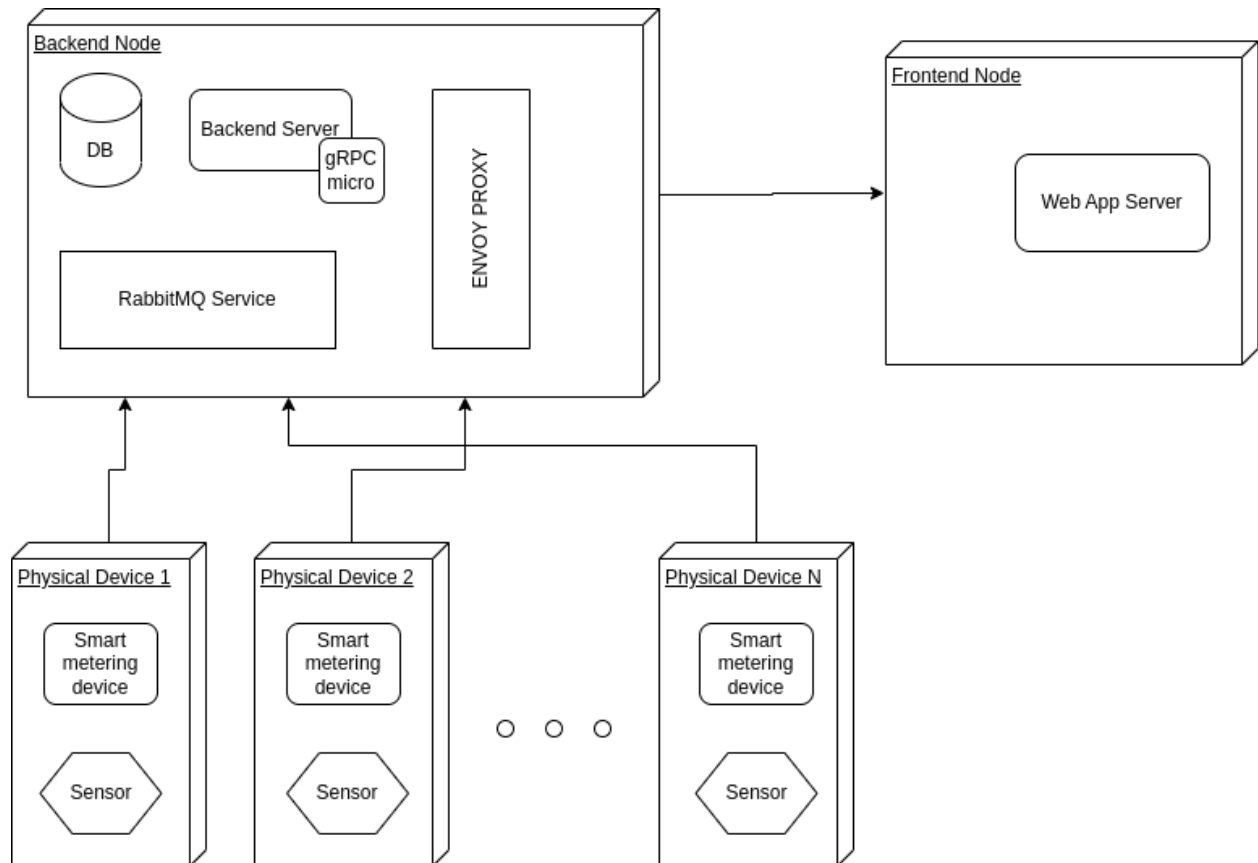 Backend Node
DB
Backend Server
gRPC
micro
ENVOY PROXY
RabbitMQ Service
Frontend Node
Web App Server
Physical Device 1
Smart
metering
device
Sensor
Physical Device 2
Smart
metering
device
Sensor
Physical Device N
Smart
metering
device
Sensor